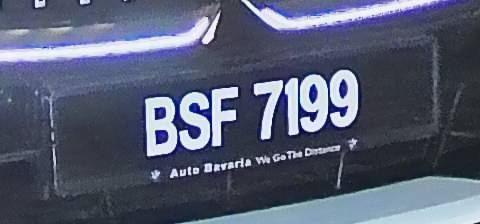 BSF 7199
Auto Bavaria We Go The Distance